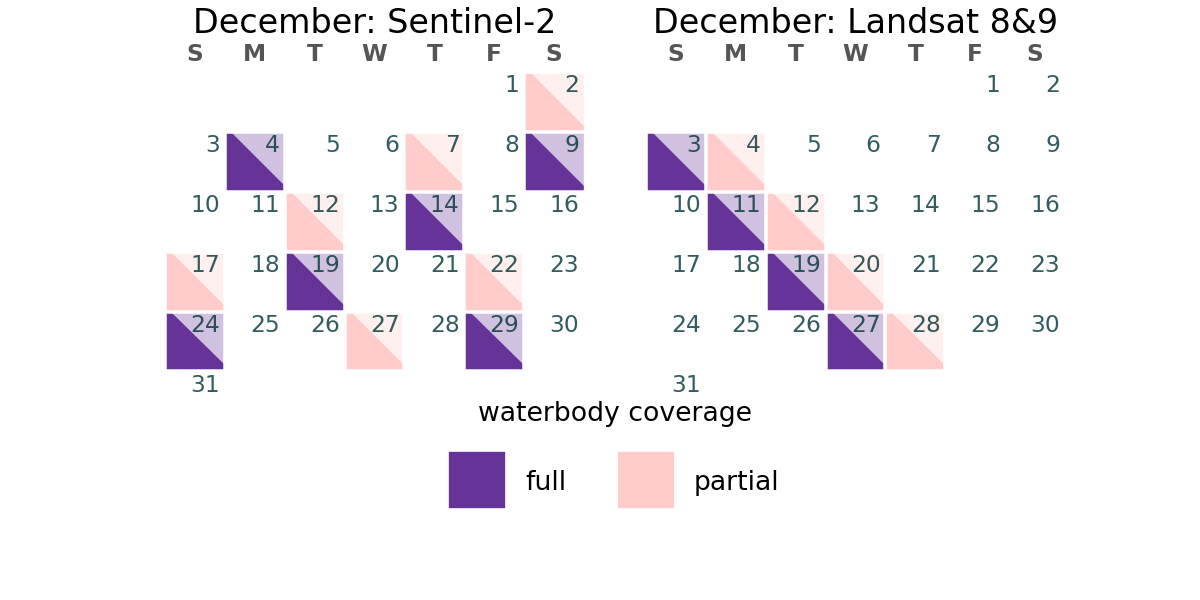 December: Sentinel-2
S M T W T F S
1 2
3 4 5 6 7 8 9
10 11 12 13 14 15 16
17 18 19 20 21 22 23
24 25 26 27 28 29 30
31
December: Landsat 8&9
S M T W T F S
1 2
3 4 5 6 7 8 9
10 11 12 13 14 15 16
17 18 19 20 21 22 23
24 25 26 27 28 29 30
31
waterbody coverage
full partial